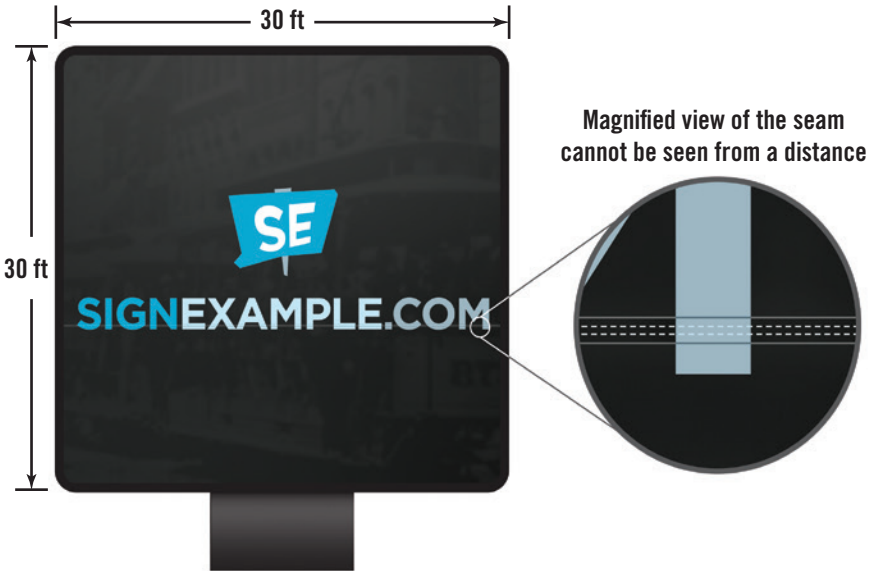 30 ft
Magnified view of the seam
cannot be seen from a distance
SE
30 ft
SIGNEXAMPLE.COM